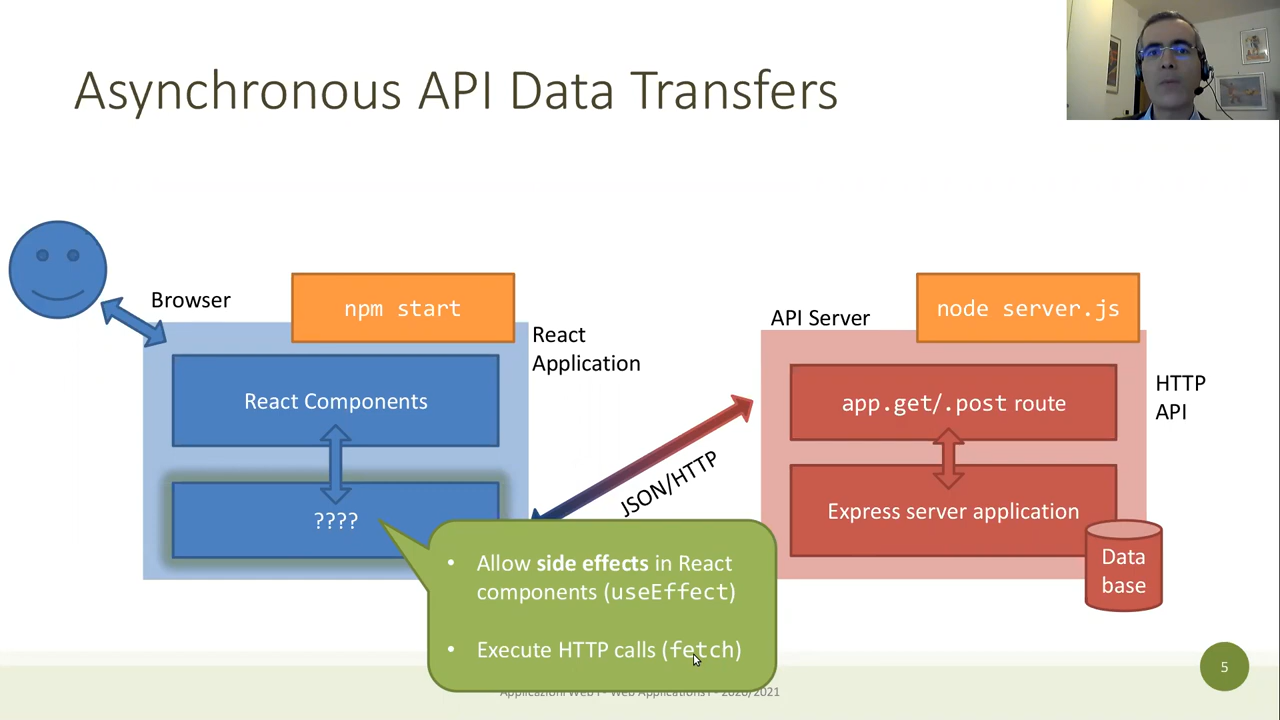 Asynchronous API Data Transfers
Browser
npm start
React
Application
React Components
????
JSON/HTTP
API Server
node server.js
app.get/.post route
HTTP
API
Express server application
Data
base
• Allow side effects in React
components (useEffect)
• Execute HTTP calls (fetch)
Applicazioni Web I - Web Applications I - 2020/2021
5